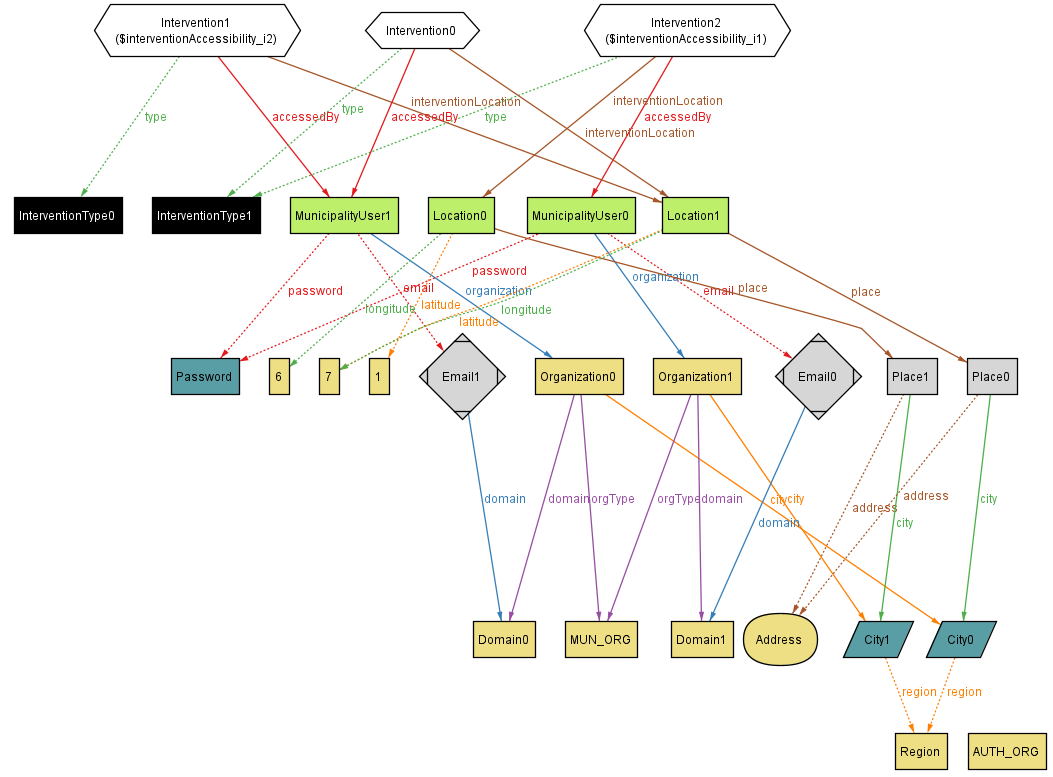 Intervention1
($interventionAccessibility_i2)
Intervention0
Intervention2
($interventionAccessibility_i1)
interventionLocation
interventionLocation
type
type
accessedBy
accessedBy
type
accessedBy
interventionLocation
InterventionType0
InterventionType1
MunicipalityUser1
Location0
MunicipalityUser0
Location1
password
organization
password
email
organization
email
place
place
longitude
latitude
latitude
longitude
Password
6
7
1
Email1
Organization0
Organization1
Email0
Place1
Place0
domain
domain
orgType
orgType
domain
city
city
address
address
city
domain
city
Domain0
MUN_ORG
Domain1
Address
City1
City0
region
region
Region
AUTH_ORG